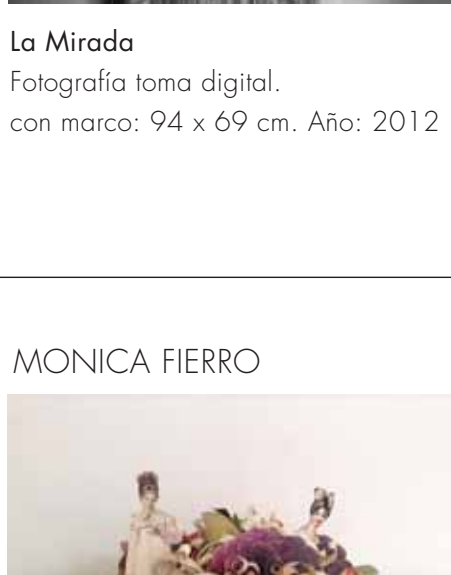 La Mirada
Fotografía toma digital.
con marco: 94 x 69 cm. Año: 2012
MONICA FIERRO